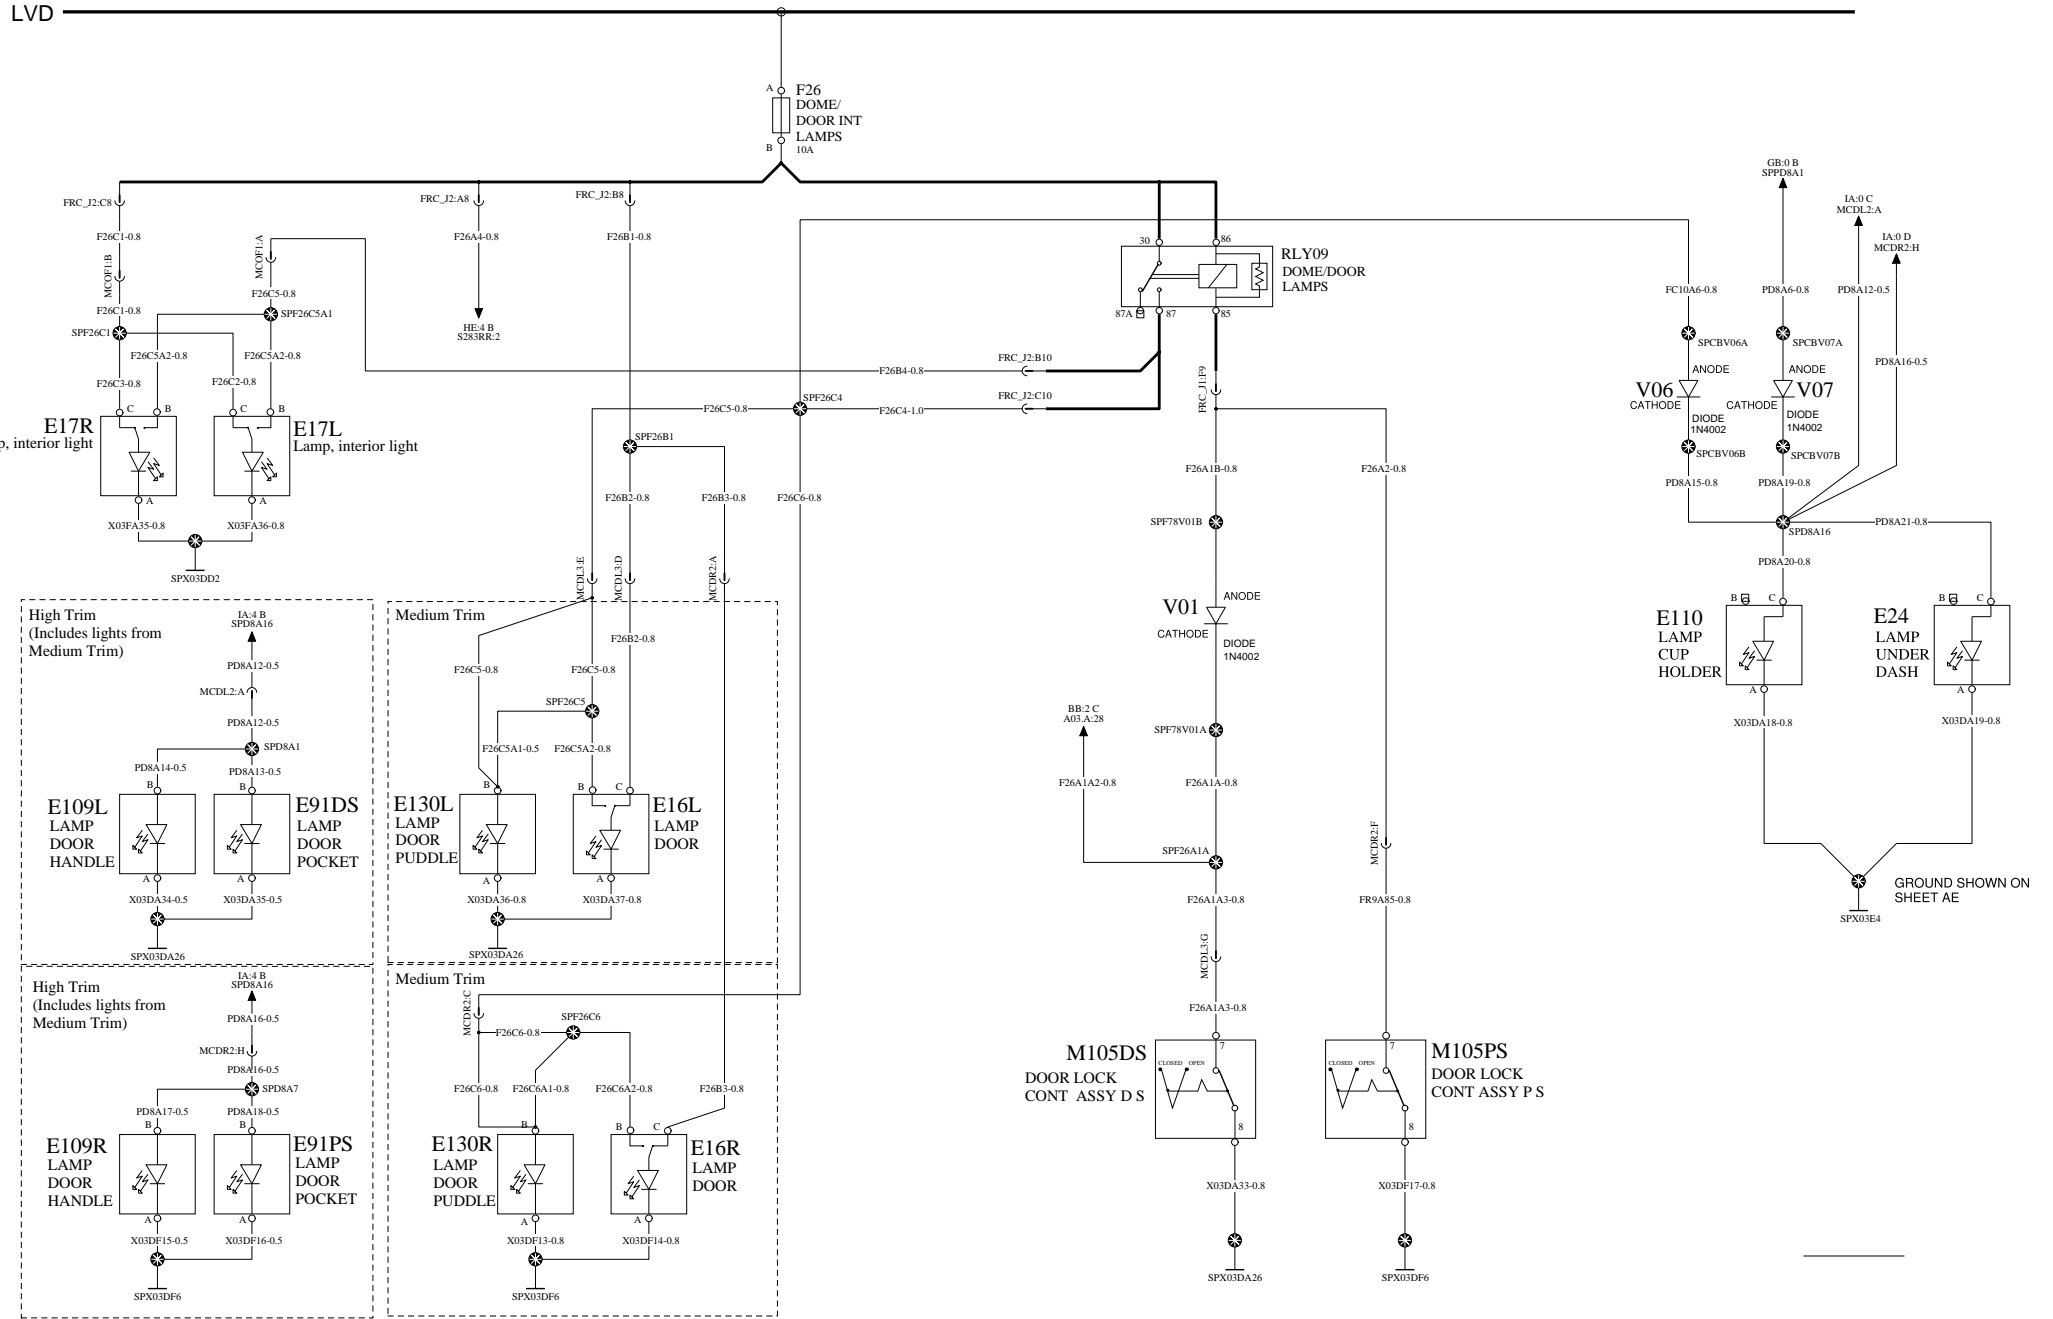 LVD
A
F26
DOME/
DOOR INT
LAMPS
10A
B
FRC_J2:C8
FRC_J2:A8
FRC_J2:B8
F26C1-0.8
F26A4-0.8
F26B1-0.8
MCOF1:A
MCOF1:B
F26C5-0.8
F26C1-0.8
SPF26C5A1
SPF26C1
F26C5A2-0.8
F26C5A2-0.8
F26C3-0.8
F26C2-0.8
C
B
C
B
E17R
p, interior light
E17L
Lamp, interior light
A
A
X03FA35-0.8
X03FA36-0.8
SPX03DD2
HE:4 B
S283RR:2
30
86
RLY09
DOME/DOOR
LAMPS
87A
87
85
F26B4-0.8
FRC_J2:B10
F26C5-0.8
SPF26C4
F26C4-1.0
FRC_J2:C10
FRC_J1:F9
SPF26B1
F26B2-0.8
F26B3-0.8
F26C6-0.8
MCDL3:E
MCDL3:D
MCDR2:A
F26A1B-0.8
F26A2-0.8
SPF78V01B
V01
ANODE
CATHODE
DIODE
1N4002
SPF78V01A
BB:2 C
A03.A:28
F26A1A2-0.8
F26A1A-0.8
SPF26A1A
MCDR2:F
F26A1A3-0.8
FR9A85-0.8
MCDL3:G
F26A1A3-0.8
7
7
M105DS
DOOR LOCK
CONT ASSY D S
CLOSED
OPEN
8
M105PS
DOOR LOCK
CONT ASSY P S
CLOSED
OPEN
8
X03DA33-0.8
X03DF17-0.8
SPX03DA26
SPX03DF6
GB:0 B
SPPD8A1
IA:0 C
MCDL2:A
IA:0 D
MCDR2:H
FC10A6-0.8
PD8A6-0.8
PD8A12-0.5
SPCBV06A
SPCBV07A
PD8A16-0.5
ANODE
ANODE
V06
V07
CATHODE
CATHODE
DIODE
1N4002
DIODE
1N4002
SPCBV06B
SPCBV07B
PD8A15-0.8
PD8A19-0.8
SPD8A16
PD8A21-0.8
PD8A20-0.8
B
C
B
C
E110
LAMP
CUP
HOLDER
E24
LAMP
UNDER
DASH
A
A
X03DA18-0.8
X03DA19-0.8
GROUND SHOWN ON
SHEET AE
SPX03E4
High Trim
(Includes lights from
Medium Trim)
IA:4 B
SPD8A16
PD8A12-0.5
MCDL2:A
PD8A12-0.5
SPD8A1
PD8A14-0.5
PD8A13-0.5
B
B
E109L
LAMP
DOOR
HANDLE
E91DS
LAMP
DOOR
POCKET
A
A
X03DA34-0.5
X03DA35-0.5
SPX03DA26
Medium Trim
F26B2-0.8
F26C5-0.8
F26C5-0.8
SPF26C5
F26C5A1-0.5
F26C5A2-0.8
B
B
C
E130L
LAMP
DOOR
PUDDLE
E16L
LAMP
DOOR
A
A
X03DA36-0.8
X03DA37-0.8
SPX03DA26
High Trim
(Includes lights from
Medium Trim)
IA:4 B
SPD8A16
PD8A16-0.5
MCDR2:H
PD8A16-0.5
SPD8A7
PD8A17-0.5
PD8A18-0.5
B
B
E109R
LAMP
DOOR
HANDLE
E91PS
LAMP
DOOR
POCKET
A
A
X03DF15-0.5
X03DF16-0.5
SPX03DF6
Medium Trim
MCDR2:C
SPF26C6
F26C6-0.8
F26C6-0.8
F26C6A1-0.8
F26C6A2-0.8
F26B3-0.8
B
B
C
E130R
LAMP
DOOR
PUDDLE
E16R
LAMP
DOOR
A
A
X03DF13-0.8
X03DF14-0.8
SPX03DF6